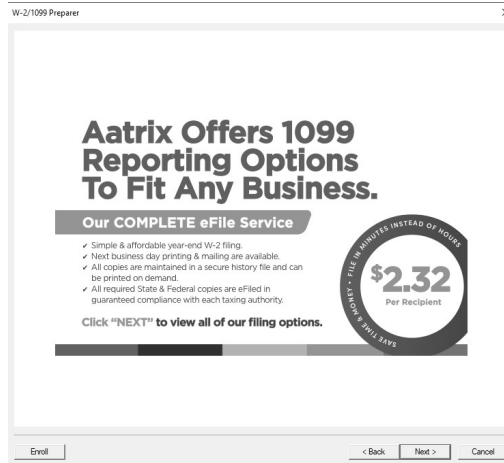 W-2/1099 Preparer
Aatrix Offers 1099
Reporting Options
To Fit Any Business.
Our COMPLETE eFile Service
✓ Simple & affordable year-end W-2 filing.
✓ Next business day printing & mailing are available.
✓ All copies are maintained in a secure history file and can
be printed on demand.
✓ All required State & Federal copies are eFiled in
guaranteed compliance with each taxing authority.
Click “NEXT” to view all of our filing options.
SAVE TIME & MONEY • FILE IN MINUTES INSTEAD OF HOURS
$2.32
Per Recipient
Enroll
< Back
Next >
Cancel